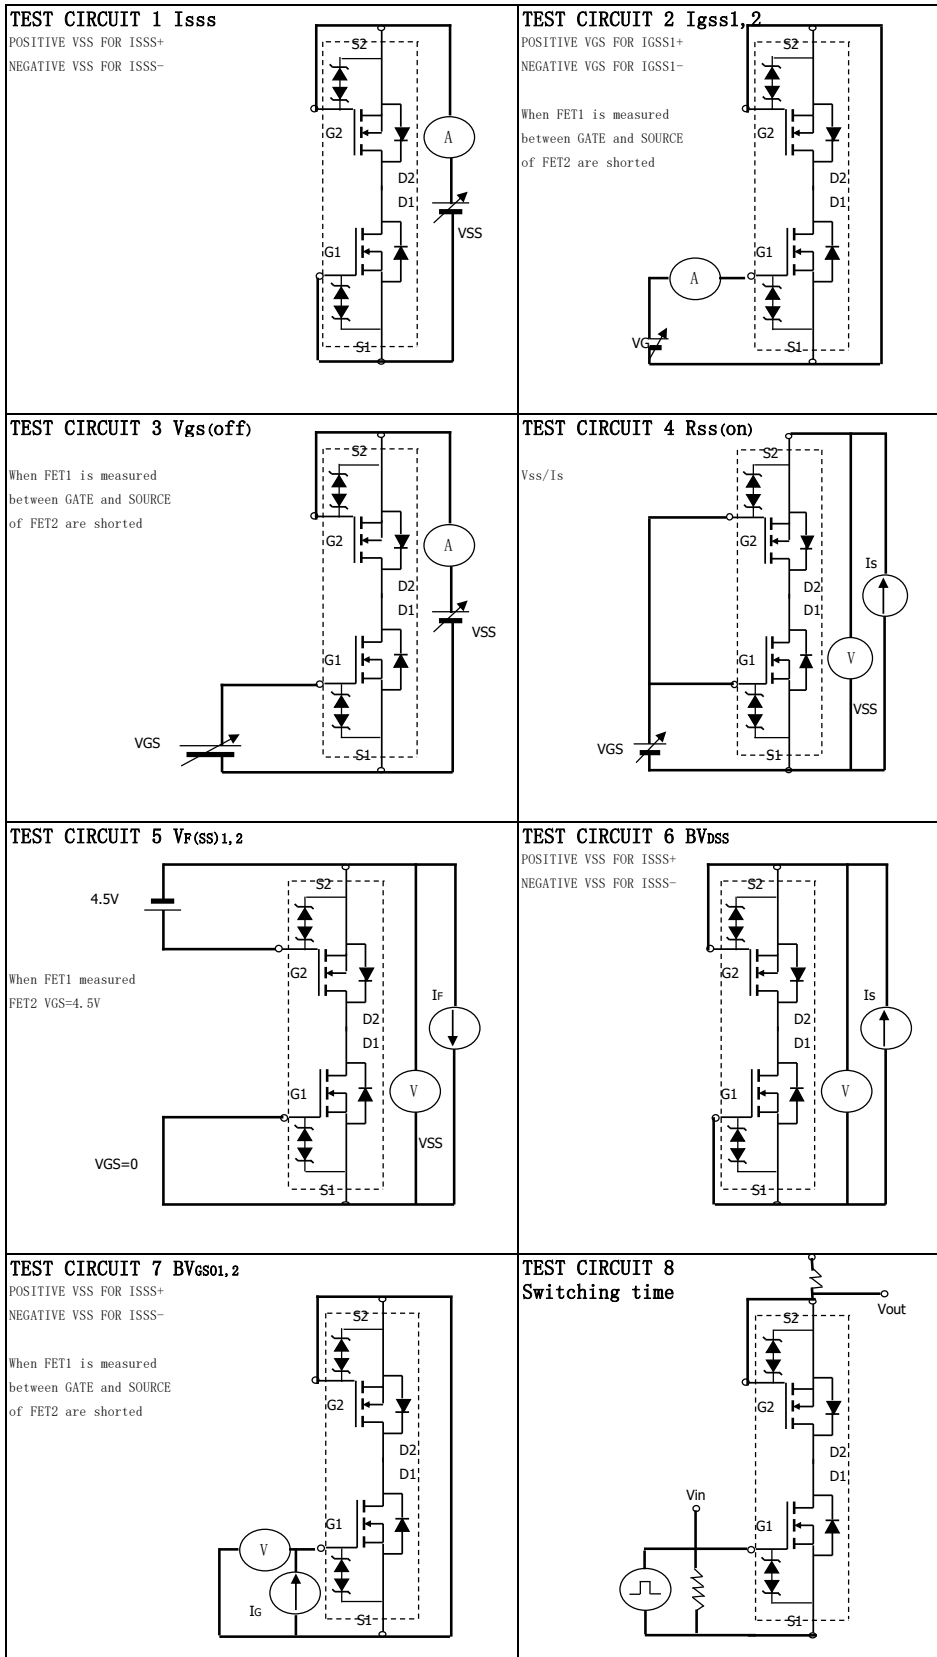 TEST CIRCUIT 1 Isss
POSITIVE VSS FOR ISSS+
NEGATIVE VSS FOR ISSS-
S2
G2
A
D2
D1
VSS
G1
S1
TEST CIRCUIT 2 Igss1,2
POSITIVE VGS FOR IGSS1+
NEGATIVE VGS FOR IGSS1-
When FET1 is measured
between GATE and SOURCE
of FET2 are shorted
S2
G2
D2
D1
G1
A
VG
S1
TEST CIRCUIT 3 Vgs(off)
When FET1 is measured
between GATE and SOURCE
of FET2 are shorted
S2
G2
A
D2
D1
VSS
G1
VGS
S1
TEST CIRCUIT 4 Rss(on)
Vss/Is
S2
G2
Is
D2
D1
G1
V
VSS
VGS
S1
TEST CIRCUIT 5 VF(SS)1,2
4.5V
When FET1 measured
FET2 VGS=4.5V
S2
G2
IF
D2
D1
G1
V
VSS
VGS=0
S1
TEST CIRCUIT 6 BVDSS
POSITIVE VSS FOR ISSS+
NEGATIVE VSS FOR ISSS-
S2
G2
Is
D2
D1
G1
V
S1
TEST CIRCUIT 7 BVGSO1,2
POSITIVE VSS FOR ISSS+
NEGATIVE VSS FOR ISSS-
When FET1 is measured
between GATE and SOURCE
of FET2 are shorted
S2
G2
D2
D1
G1
V
IG
S1
TEST CIRCUIT 8
Switching time
Vout
S2
G2
D2
D1
Vin
G1
S1